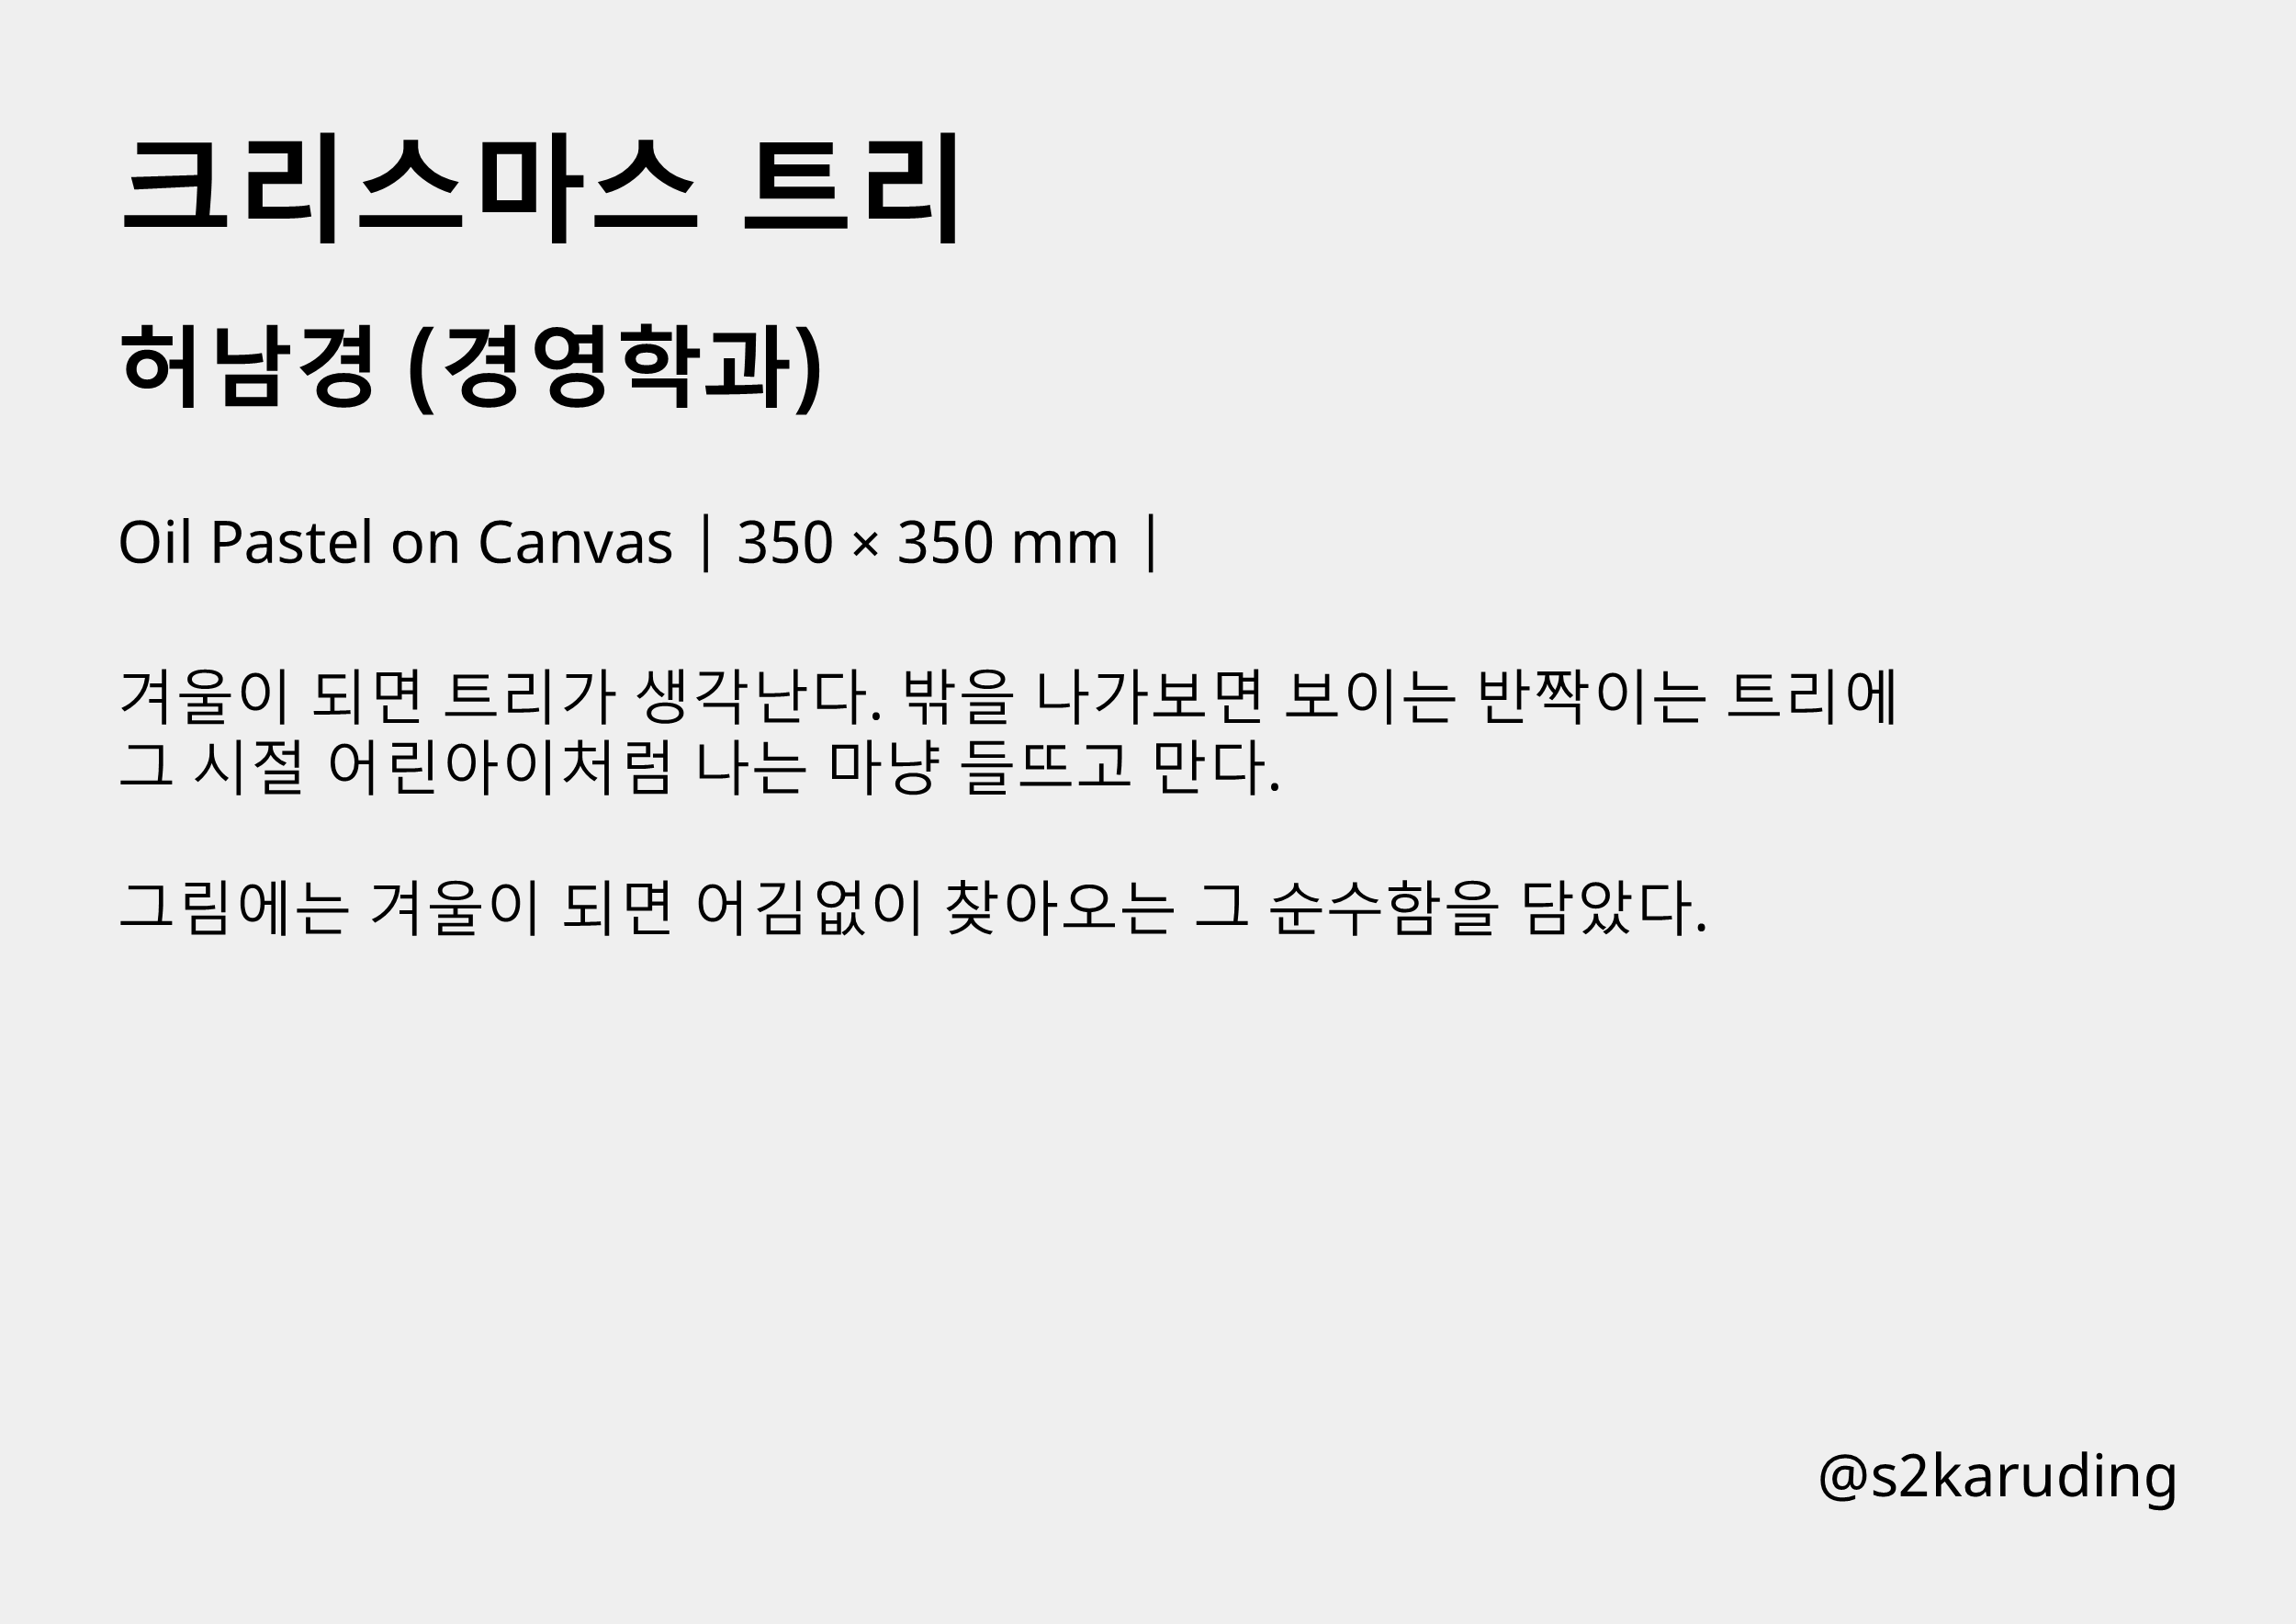 크리스마스 트리
허남경 (경영학과)
Oil Pastel on Canvas | 350 × 350 mm |
겨울이 되면 트리가 생각난다. 밖을 나가보면 보이는 반짝이는 트리에
그 시절 어린아이처럼 나는 마냥 들뜨고 만다.
그림에는 겨울이 되면 어김없이 찾아오는 그 순수함을 담았다.
@s2karuding